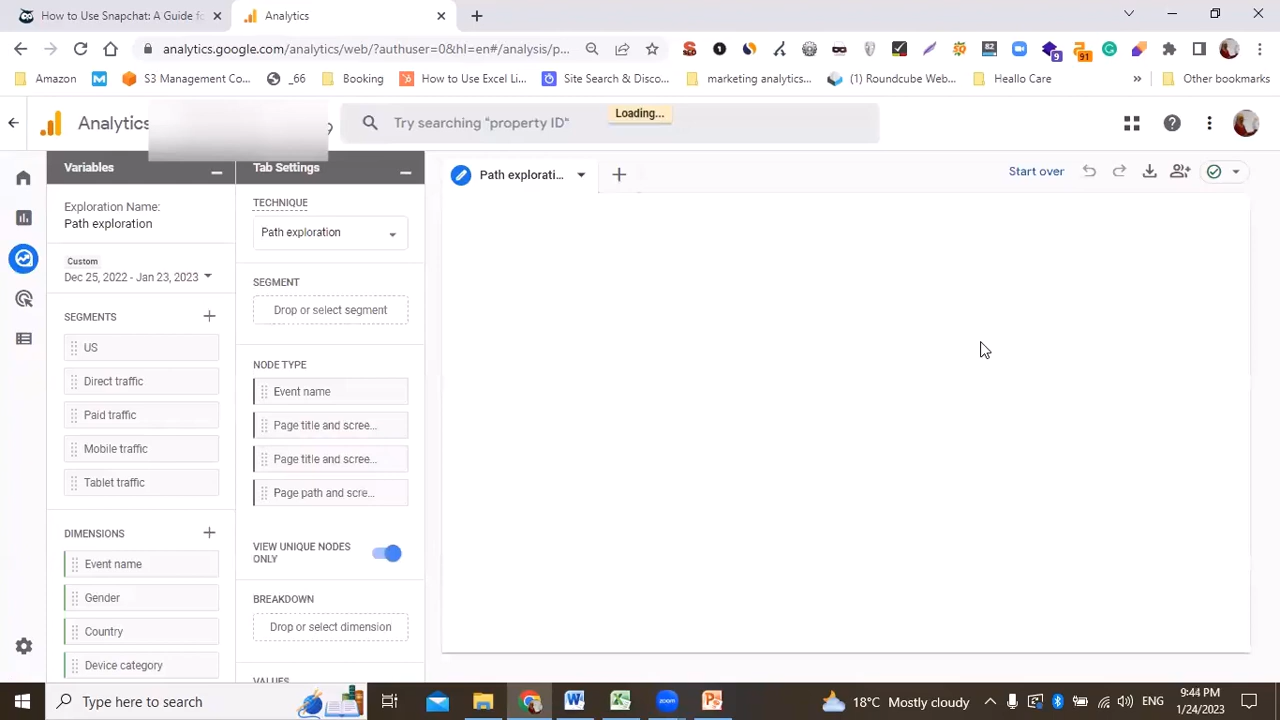 How to Use Snapchat: A Guide fo
Analytics
analytics.google.com/analytics/web/?authuser=0&hl=en#/analysis/p...
82
9
91
Amazon
S3 Management Co...
_66
Booking
How to Use Excel Li...
Site Search & Disco...
marketing analytics...
(1) Roundcube Web...
Heallo Care
»
Other bookmarks
Analytics
Try searching "property ID"
Loading...
Variables
Tab Settings
Path explorati...
Start over
Exploration Name:
Path exploration
TECHNIQUE
Path exploration
Custom
Dec 25, 2022 - Jan 23, 2023
SEGMENT
Drop or select segment
SEGMENTS
US
Direct traffic
Paid traffic
Mobile traffic
Tablet traffic
NODE TYPE
Event name
Page title and scree...
Page title and scree...
Page path and scre...
VIEW UNIQUE NODES
ONLY
DIMENSIONS
Event name
Gender
Country
Device category
BREAKDOWN
Drop or select dimension
VALUES
Type here to search
18°C Mostly cloudy
ENG
9:44 PM
1/24/2023